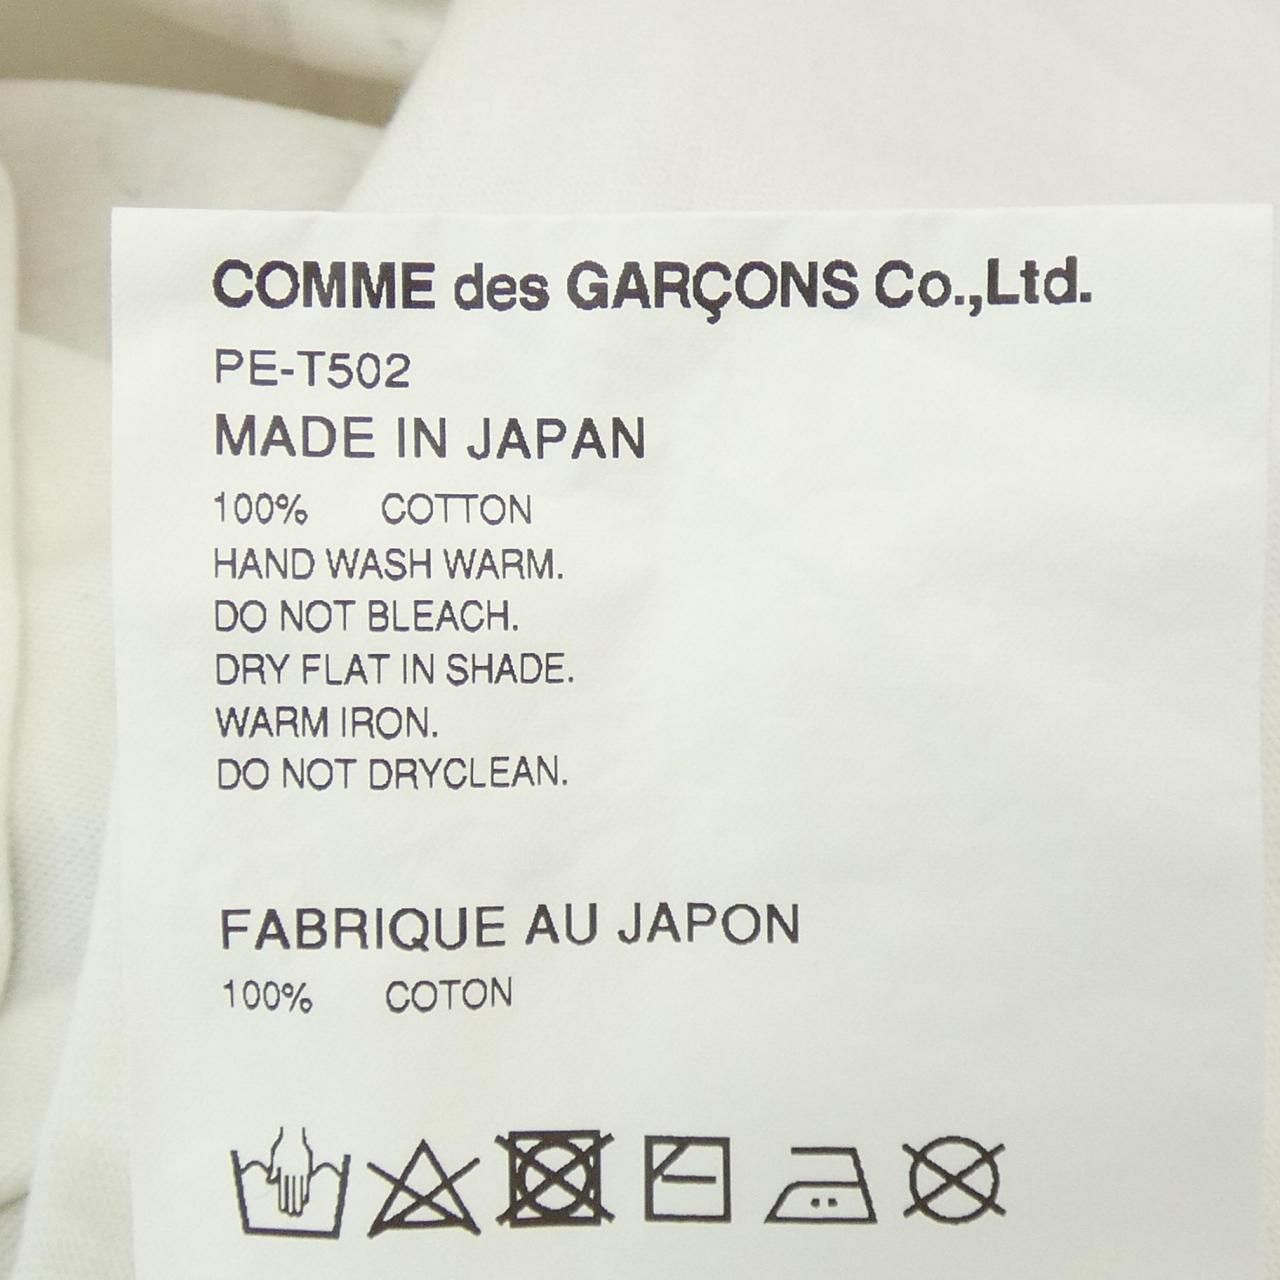 COMME des GARÇONS Co.,Ltd.
PE-T502
MADE IN JAPAN
100% COTTON
HAND WASH WARM.
DO NOT BLEACH.
DRY FLAT IN SHADE.
WARM IRON.
DO NOT DRYCLEAN.
FABRIQUE AU JAPON
100% COTON